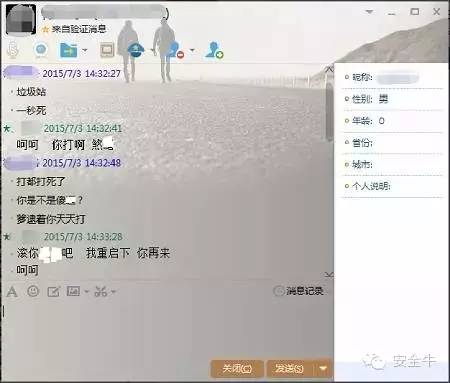 来自验证消息
2015/7/3 14:32:27
垃圾站
一秒死
2015/7/3 14:32:41
呵呵 你打啊 煞
2015/7/3 14:32:48
打都打死了
你是不是傻 ?
爹逮着你天天打
2015/7/3 14:33:28
滚你 吧 我重启下 你再来
呵呵
消息记录
关闭(C)
发送(S)
昵称:
性别: 男
年龄: 0
省份:
城市:
个人说明:
安全牛